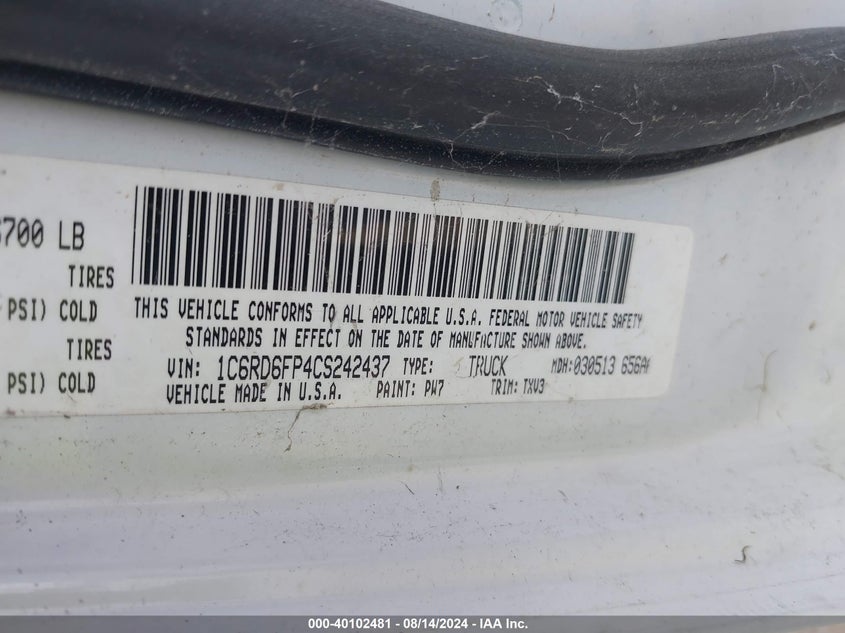 6700 LB
TIRES
PSI) COLD
TIRES
PSI) COLD
THIS VEHICLE CONFORMS TO ALL APPLICABLE U.S.A. FEDERAL MOTOR VEHICLE SAFETY
STANDARDS IN EFFECT ON THE DATE OF MANUFACTURE SHOWN ABOVE.
VIN: 1C6RD6FP4CS242437 TYPE: TRUCK MDH:030513 656A
VEHICLE MADE IN U.S.A. PAINT: PW7 TRIM: TXV3
000-40102481 - 08/14/2024 - IAA Inc.